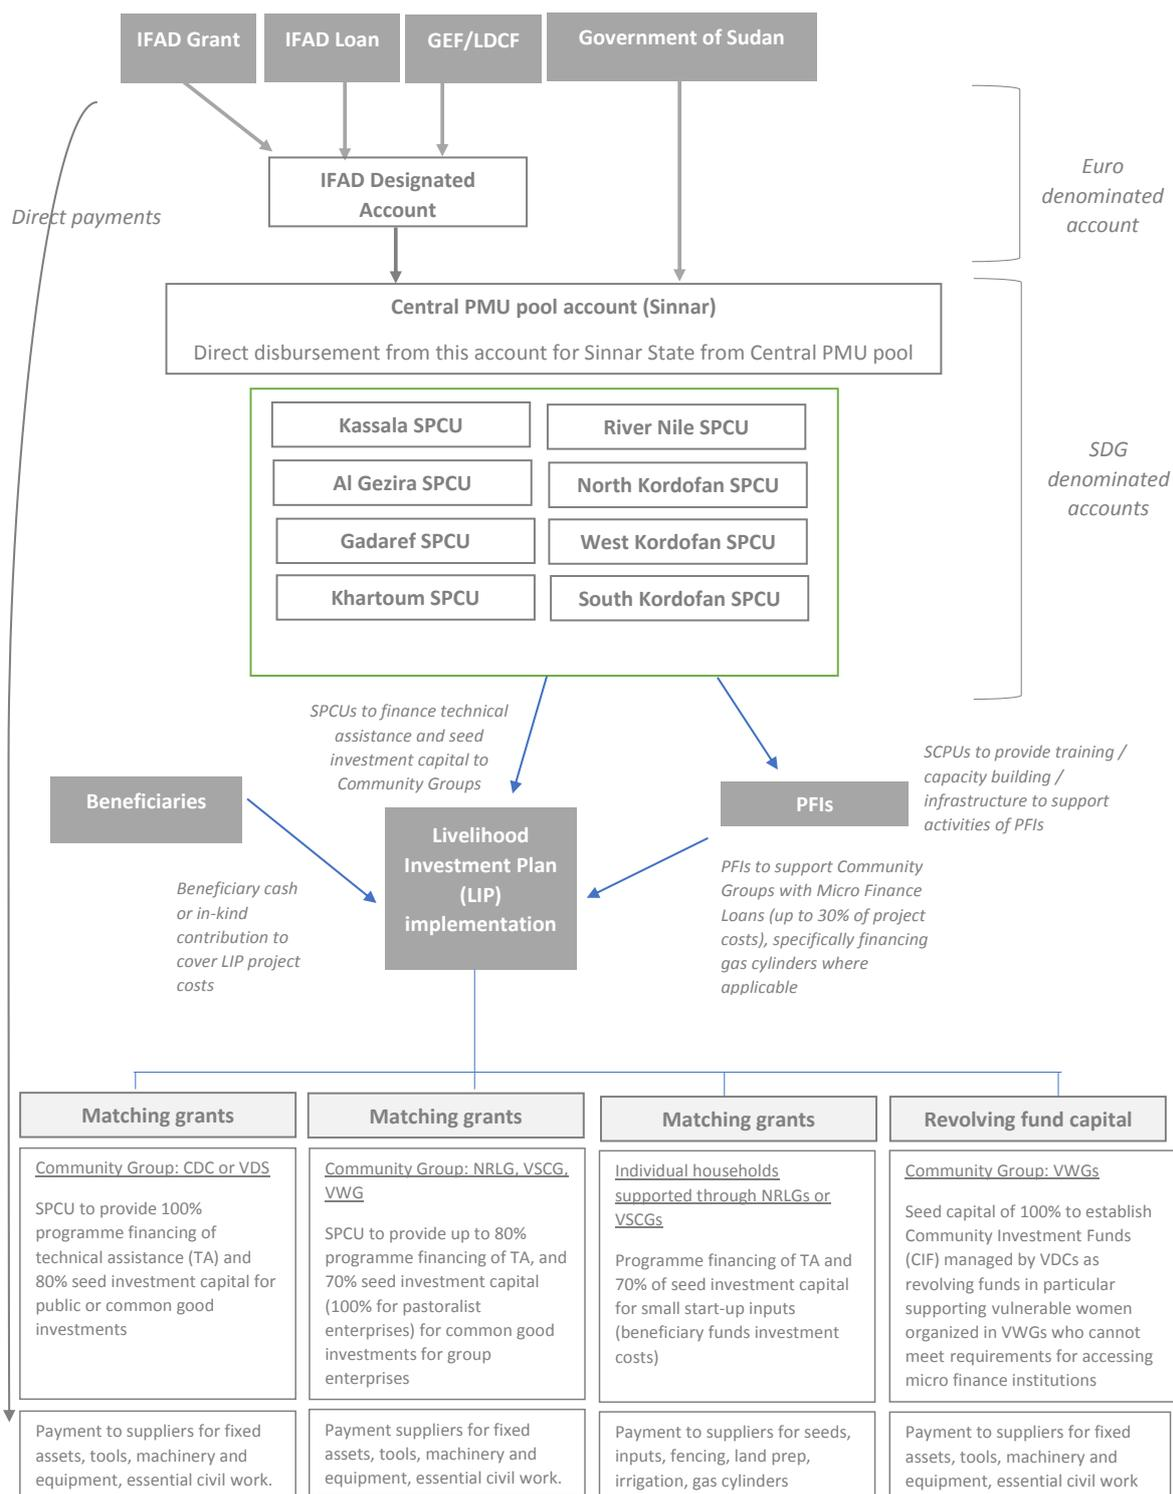 IFAD Grant
IFAD Loan
GEF/LDCF
Government of Sudan
IFAD Designated
Account
Direct payments
Euro
denominated
account
Central PMU pool account (Sinnar)
Direct disbursement from this account for Sinnar State from Central PMU pool
Kassala SPCU
River Nile SPCU
Al Gezira SPCU
North Kordofan SPCU
Gadaref SPCU
West Kordofan SPCU
Khartoum SPCU
South Kordofan SPCU
SDG
denominated
accounts
SPCUs to finance technical
assistance and seed
investment capital to
Community Groups
SCPUs to provide training /
capacity building /
infrastructure to support
activities of PFIs
Beneficiaries
PFIs
Livelihood
Investment Plan
(LIP)
implementation
Beneficiary cash
or in-kind
contribution to
cover LIP project
costs
PFIs to support Community
Groups with Micro Finance
Loans (up to 30% of project
costs), specifically financing
gas cylinders where
applicable
Matching grants
Community Group: CDC or VDS
SPCU to provide 100%
programme financing of
technical assistance (TA) and
80% seed investment capital for
public or common good
investments
Payment to suppliers for fixed
assets, tools, machinery and
equipment, essential civil work.
Matching grants
Community Group: NRLG, VSCG,
VWG
SPCU to provide up to 80%
programme financing of TA, and
70% seed investment capital
(100% for pastoralist
enterprises) for common good
investments for group
enterprises
Payment suppliers for fixed
assets, tools, machinery and
equipment, essential civil work.
Matching grants
Individual households
supported through NRLGs or
VSCGs
Programme financing of TA and
70% of seed investment capital
for small start-up inputs
(beneficiary funds investment
costs)
Payment to suppliers for seeds,
inputs, fencing, land prep,
irrigation, gas cylinders
Revolving fund capital
Community Group: VWGs
Seed capital of 100% to establish
Community Investment Funds
(CIF) managed by VDCs as
revolving funds in particular
supporting vulnerable women
organized in VWGs who cannot
meet requirements for accessing
micro finance institutions
Payment to suppliers for fixed
assets, tools, machinery and
equipment, essential civil work